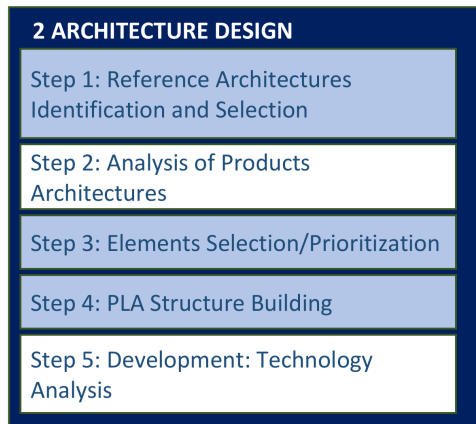 2 ARCHITECTURE DESIGN
Step 1: Reference Architectures
Identification and Selection
Step 2: Analysis of Products
Architectures
Step 3: Elements Selection/Prioritization
Step 4: PLA Structure Building
Step 5: Development: Technology
Analysis